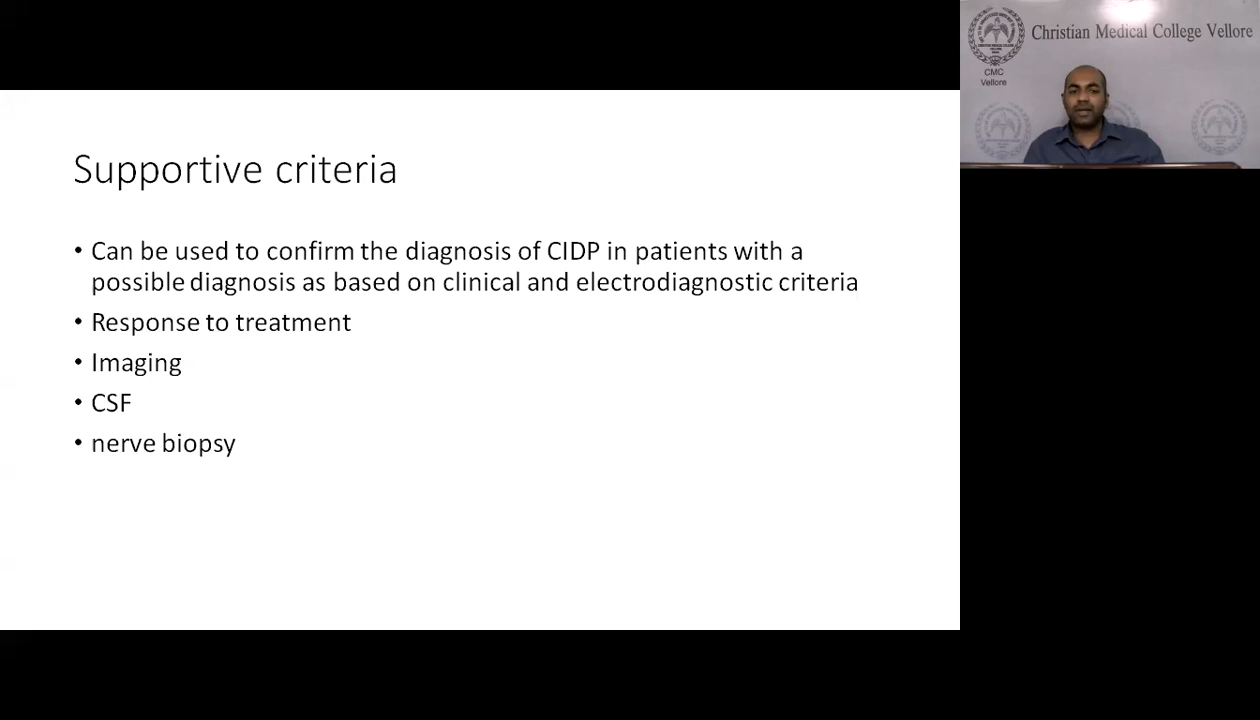 Supportive criteria
• Can be used to confirm the diagnosis of CIDP in patients with a
possible diagnosis as based on clinical and electrodiagnostic criteria
• Response to treatment
• Imaging
• CSF
• nerve biopsy
Christian Medical College Vellore
CMC
Vellore